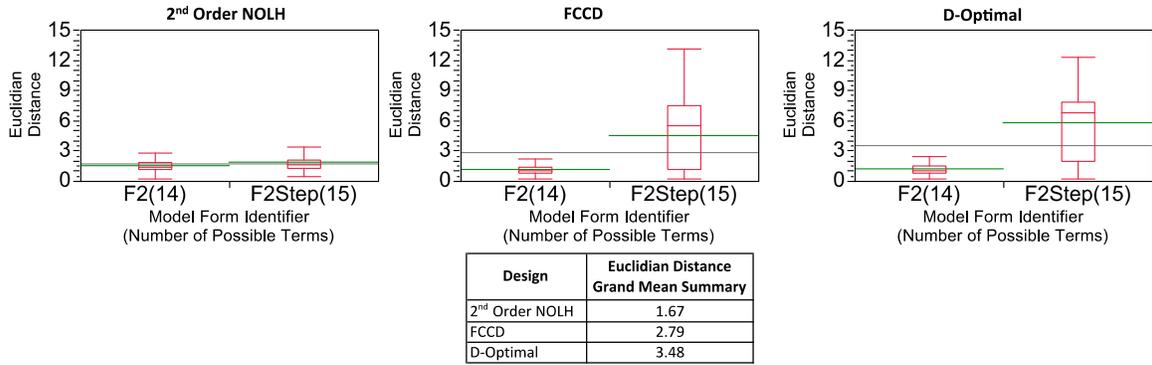 2nd Order NOLH
15
12
9
6
3
0
Euclidian
Distance
F2(14) F2Step(15)
Model Form Identifier
(Number of Possible Terms)
FCCD
15
12
9
6
3
0
Euclidian
Distance
F2(14) F2Step(15)
Model Form Identifier
(Number of Possible Terms)
D-Optimal
15
12
9
6
3
0
Euclidian
Distance
F2(14) F2Step(15)
Model Form Identifier
(Number of Possible Terms)
Design Euclidian Distance
Grand Mean Summary
2nd Order NOLH 1.67
FCCD 2.79
D-Optimal 3.48